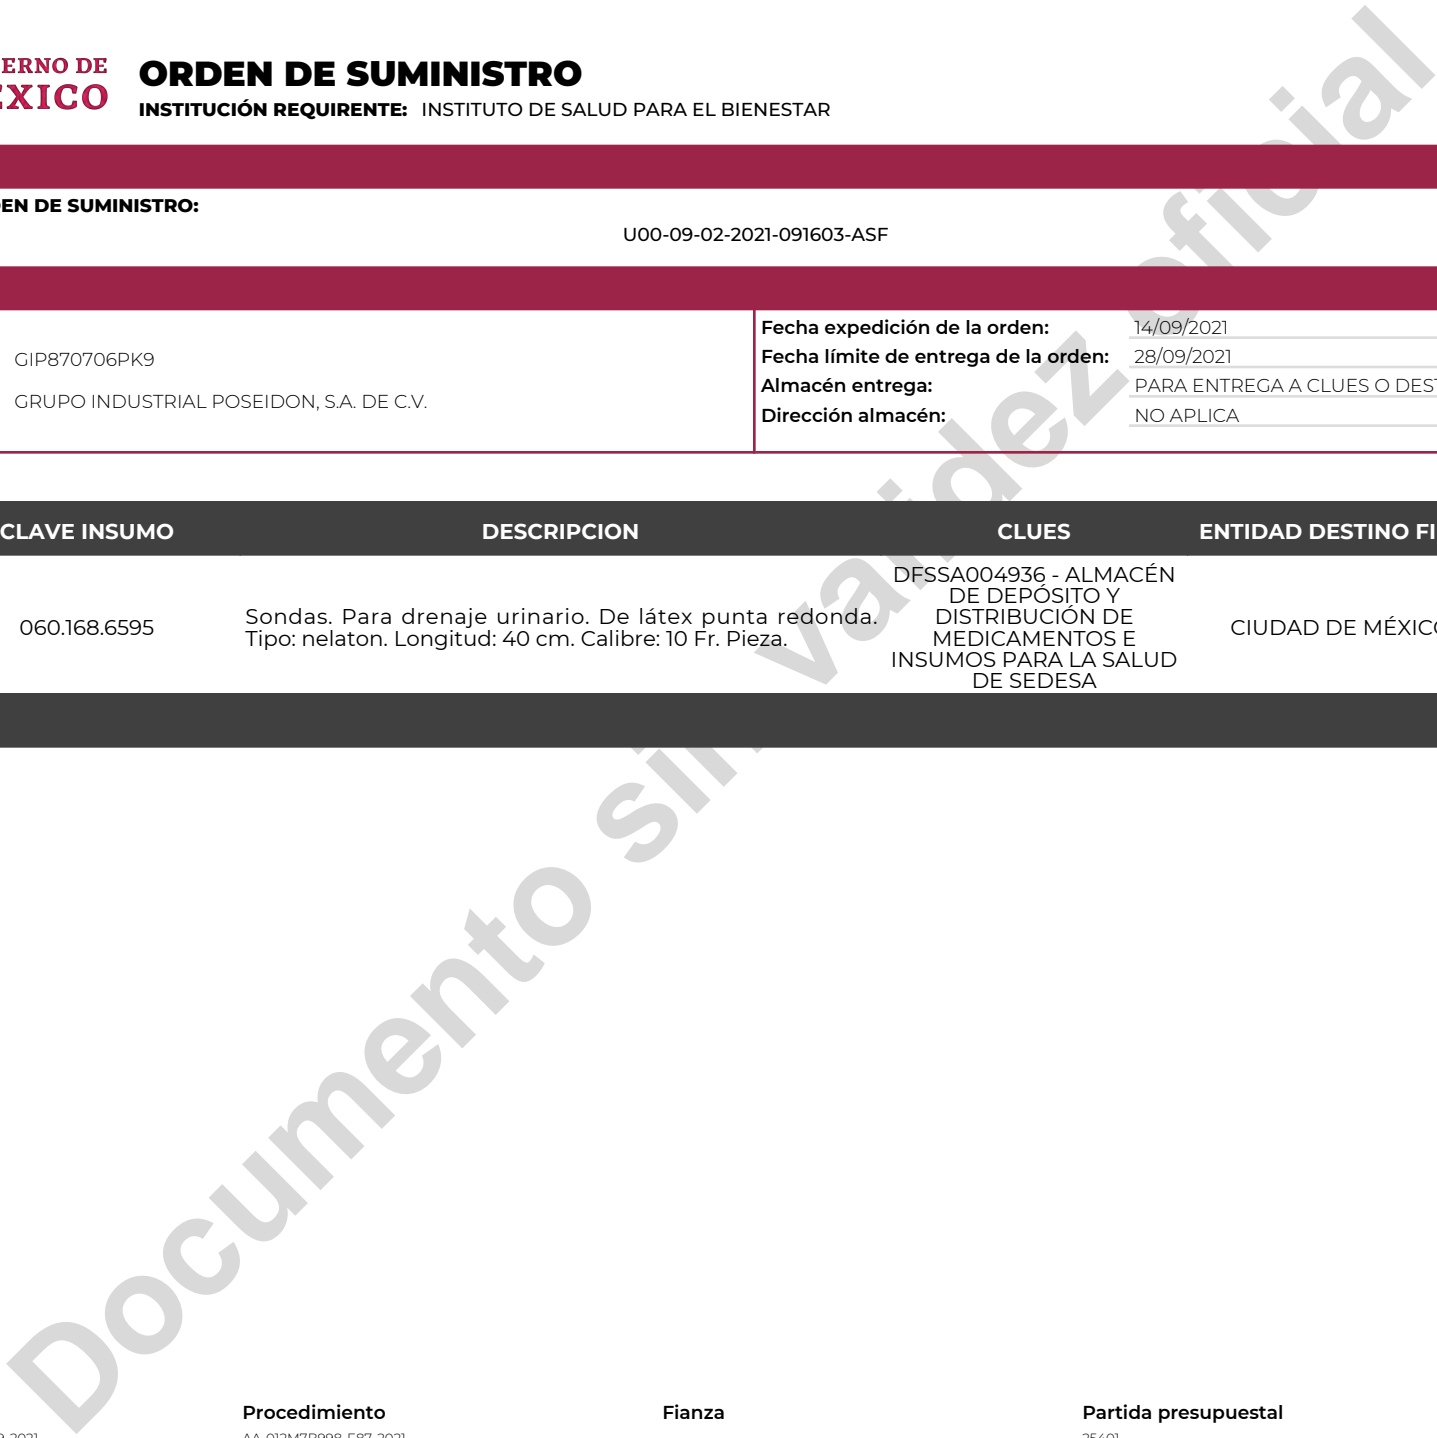 ERNO DE
ÉXICO
ORDEN DE SUMINISTRO
INSTITUCIÓN REQUIRENTE: INSTITUTO DE SALUD PARA EL BIENESTAR
EN DE SUMINISTRO:
U00-09-02-2021-091603-ASF
GIP870706PK9
GRUPO INDUSTRIAL POSEIDON, S.A. DE C.V.
Fecha expedición de la orden: 14/09/2021
Fecha límite de entrega de la orden: 28/09/2021
Almacén entrega: PARA ENTREGA A CLUES O DEST
Dirección almacén: NO APLICA
CLAVE INSUMO DESCRIPCION CLUES ENTIDAD DESTINO FI
060.168.6595
Sondas. Para drenaje urinario. De látex punta redonda.
Tipo: nelaton. Longitud: 40 cm. Calibre: 10 Fr. Pieza.
DFSSA004936 - ALMACÉN
DE DEPÓSITO Y
DISTRIBUCIÓN DE
MEDICAMENTOS E
INSUMOS PARA LA SALUD
DE SEDESA
CIUDAD DE MÉXICO
Documento sin validez oficial
Procedimiento Fianza Partida presupuestal